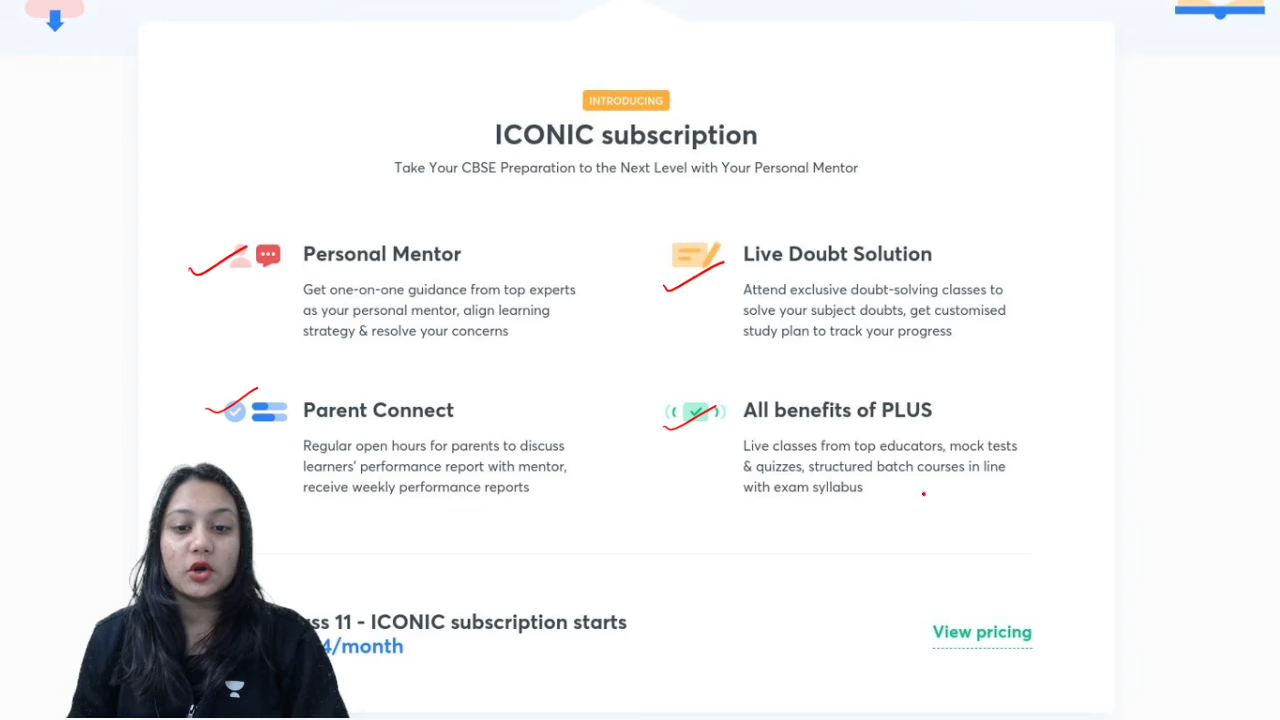 INTRODUCING
ICONIC subscription
Take Your CBSE Preparation to the Next Level with Your Personal Mentor
Personal Mentor
Get one-on-one guidance from top experts
as your personal mentor, align learning
strategy & resolve your concerns
Live Doubt Solution
Attend exclusive doubt-solving classes to
solve your subject doubts, get customised
study plan to track your progress
Parent Connect
Regular open hours for parents to discuss
learners' performance report with mentor,
receive weekly performance reports
All benefits of PLUS
Live classes from top educators, mock tests
& quizzes, structured batch courses in line
with exam syllabus
11 - ICONIC subscription starts
/month
View pricing